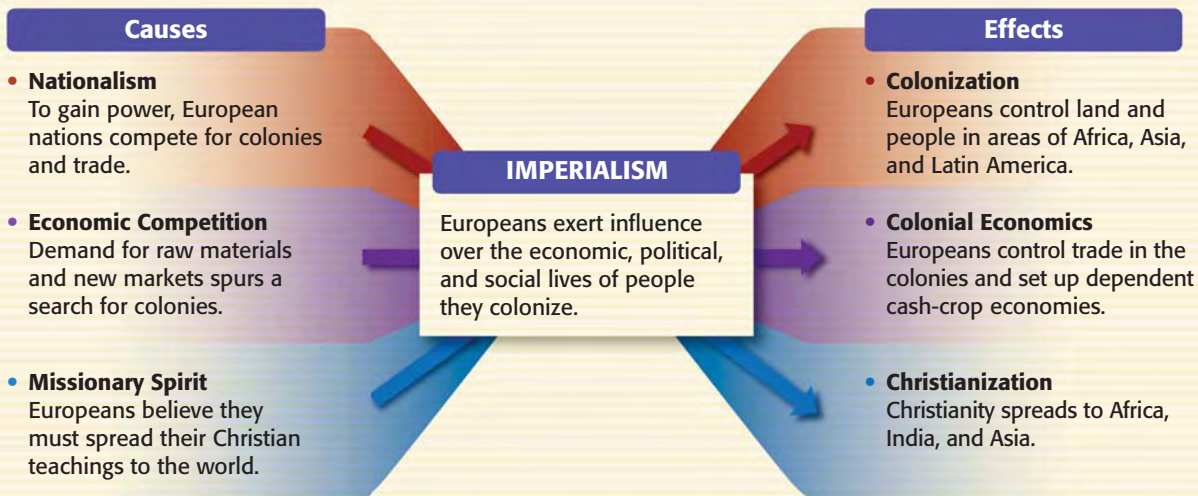 Causes
• Nationalism
To gain power, European
nations compete for colonies
and trade.
• Economic Competition
Demand for raw materials
and new markets spurs a
search for colonies.
• Missionary Spirit
Europeans believe they
must spread their Christian
teachings to the world.
IMPERIALISM
Europeans exert influence
over the economic, political,
and social lives of people
they colonize.
Effects
• Colonization
Europeans control land and
people in areas of Africa, Asia,
and Latin America.
• Colonial Economics
Europeans control trade in the
colonies and set up dependent
cash-crop economies.
• Christianization
Christianity spreads to Africa,
India, and Asia.